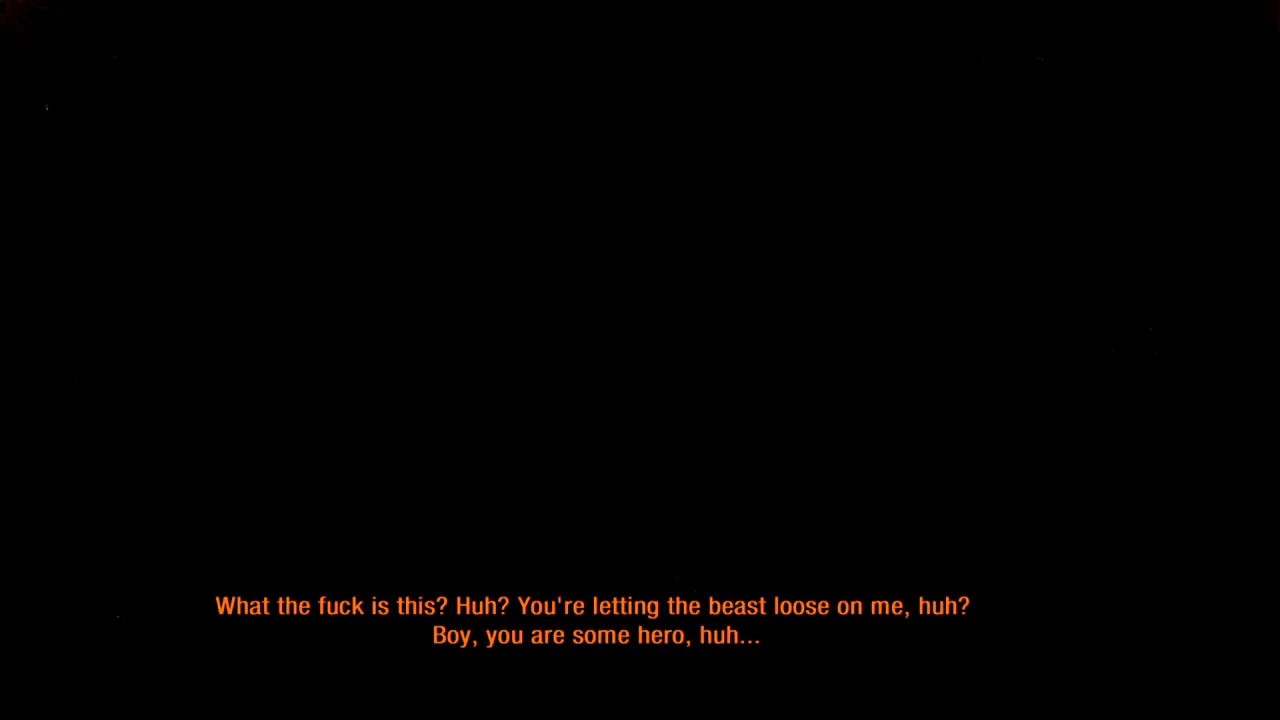 What the fuck is this? Huh? You're letting the beast loose on me, huh?
Boy, you are some hero, huh...